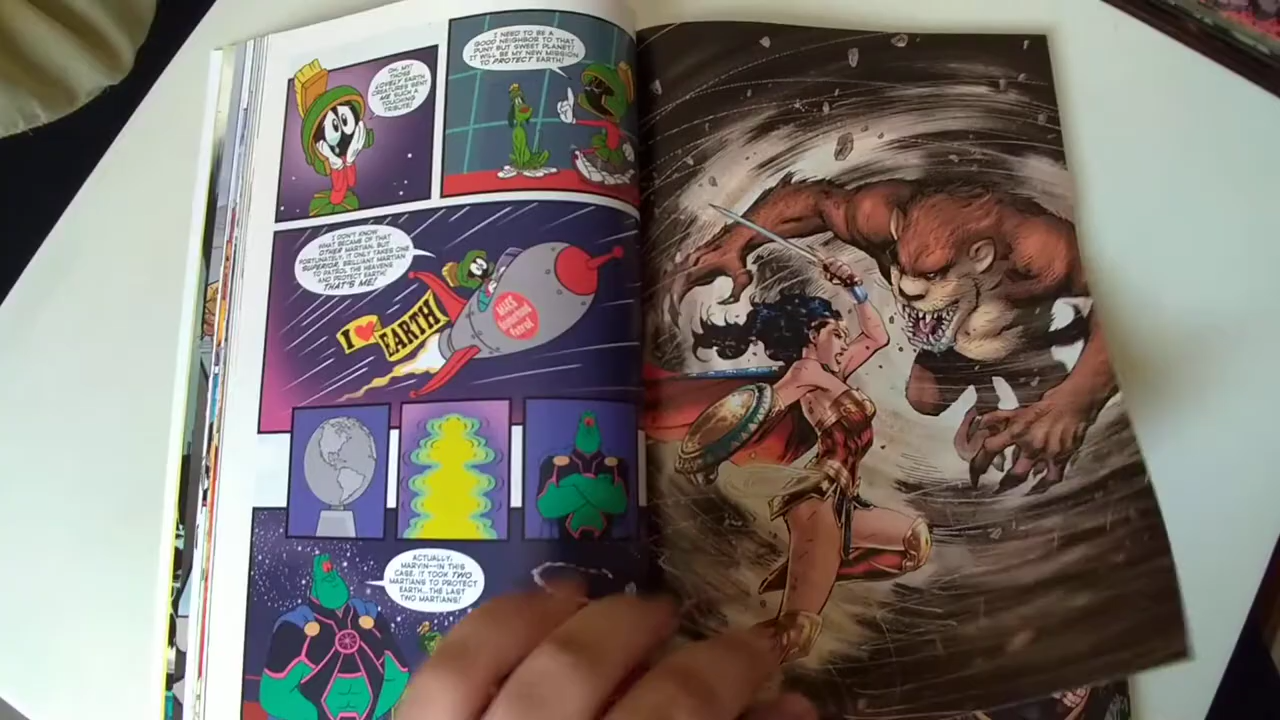 OH, MY!
THOSE
LOVELY EARTH
CREATURES SENT
ME SUCH A
TOUCHING
TRIBUTE!
I NEED TO BE A
GOOD NEIGHBOR TO THAT
PUNY BUT SWEET PLANET!
IT WILL BE MY NEW MISSION
TO PROTECT EARTH!
I DON'T KNOW
WHAT BECAME OF THAT
OTHER MARTIAN, BUT
FORTUNATELY, IT ONLY TAKES ONE
SUPERIOR, BRILLIANT MARTIAN
TO PATROL THE HEAVENS
AND PROTECT EARTH!
THAT'S ME!
I
EARTH
MARS
Patrol
ACTUALLY,
MARVIN--IN THIS
CASE, IT TOOK TWO
MARTIANS TO PROTECT
EARTH...THE LAST
TWO MARTIANS!